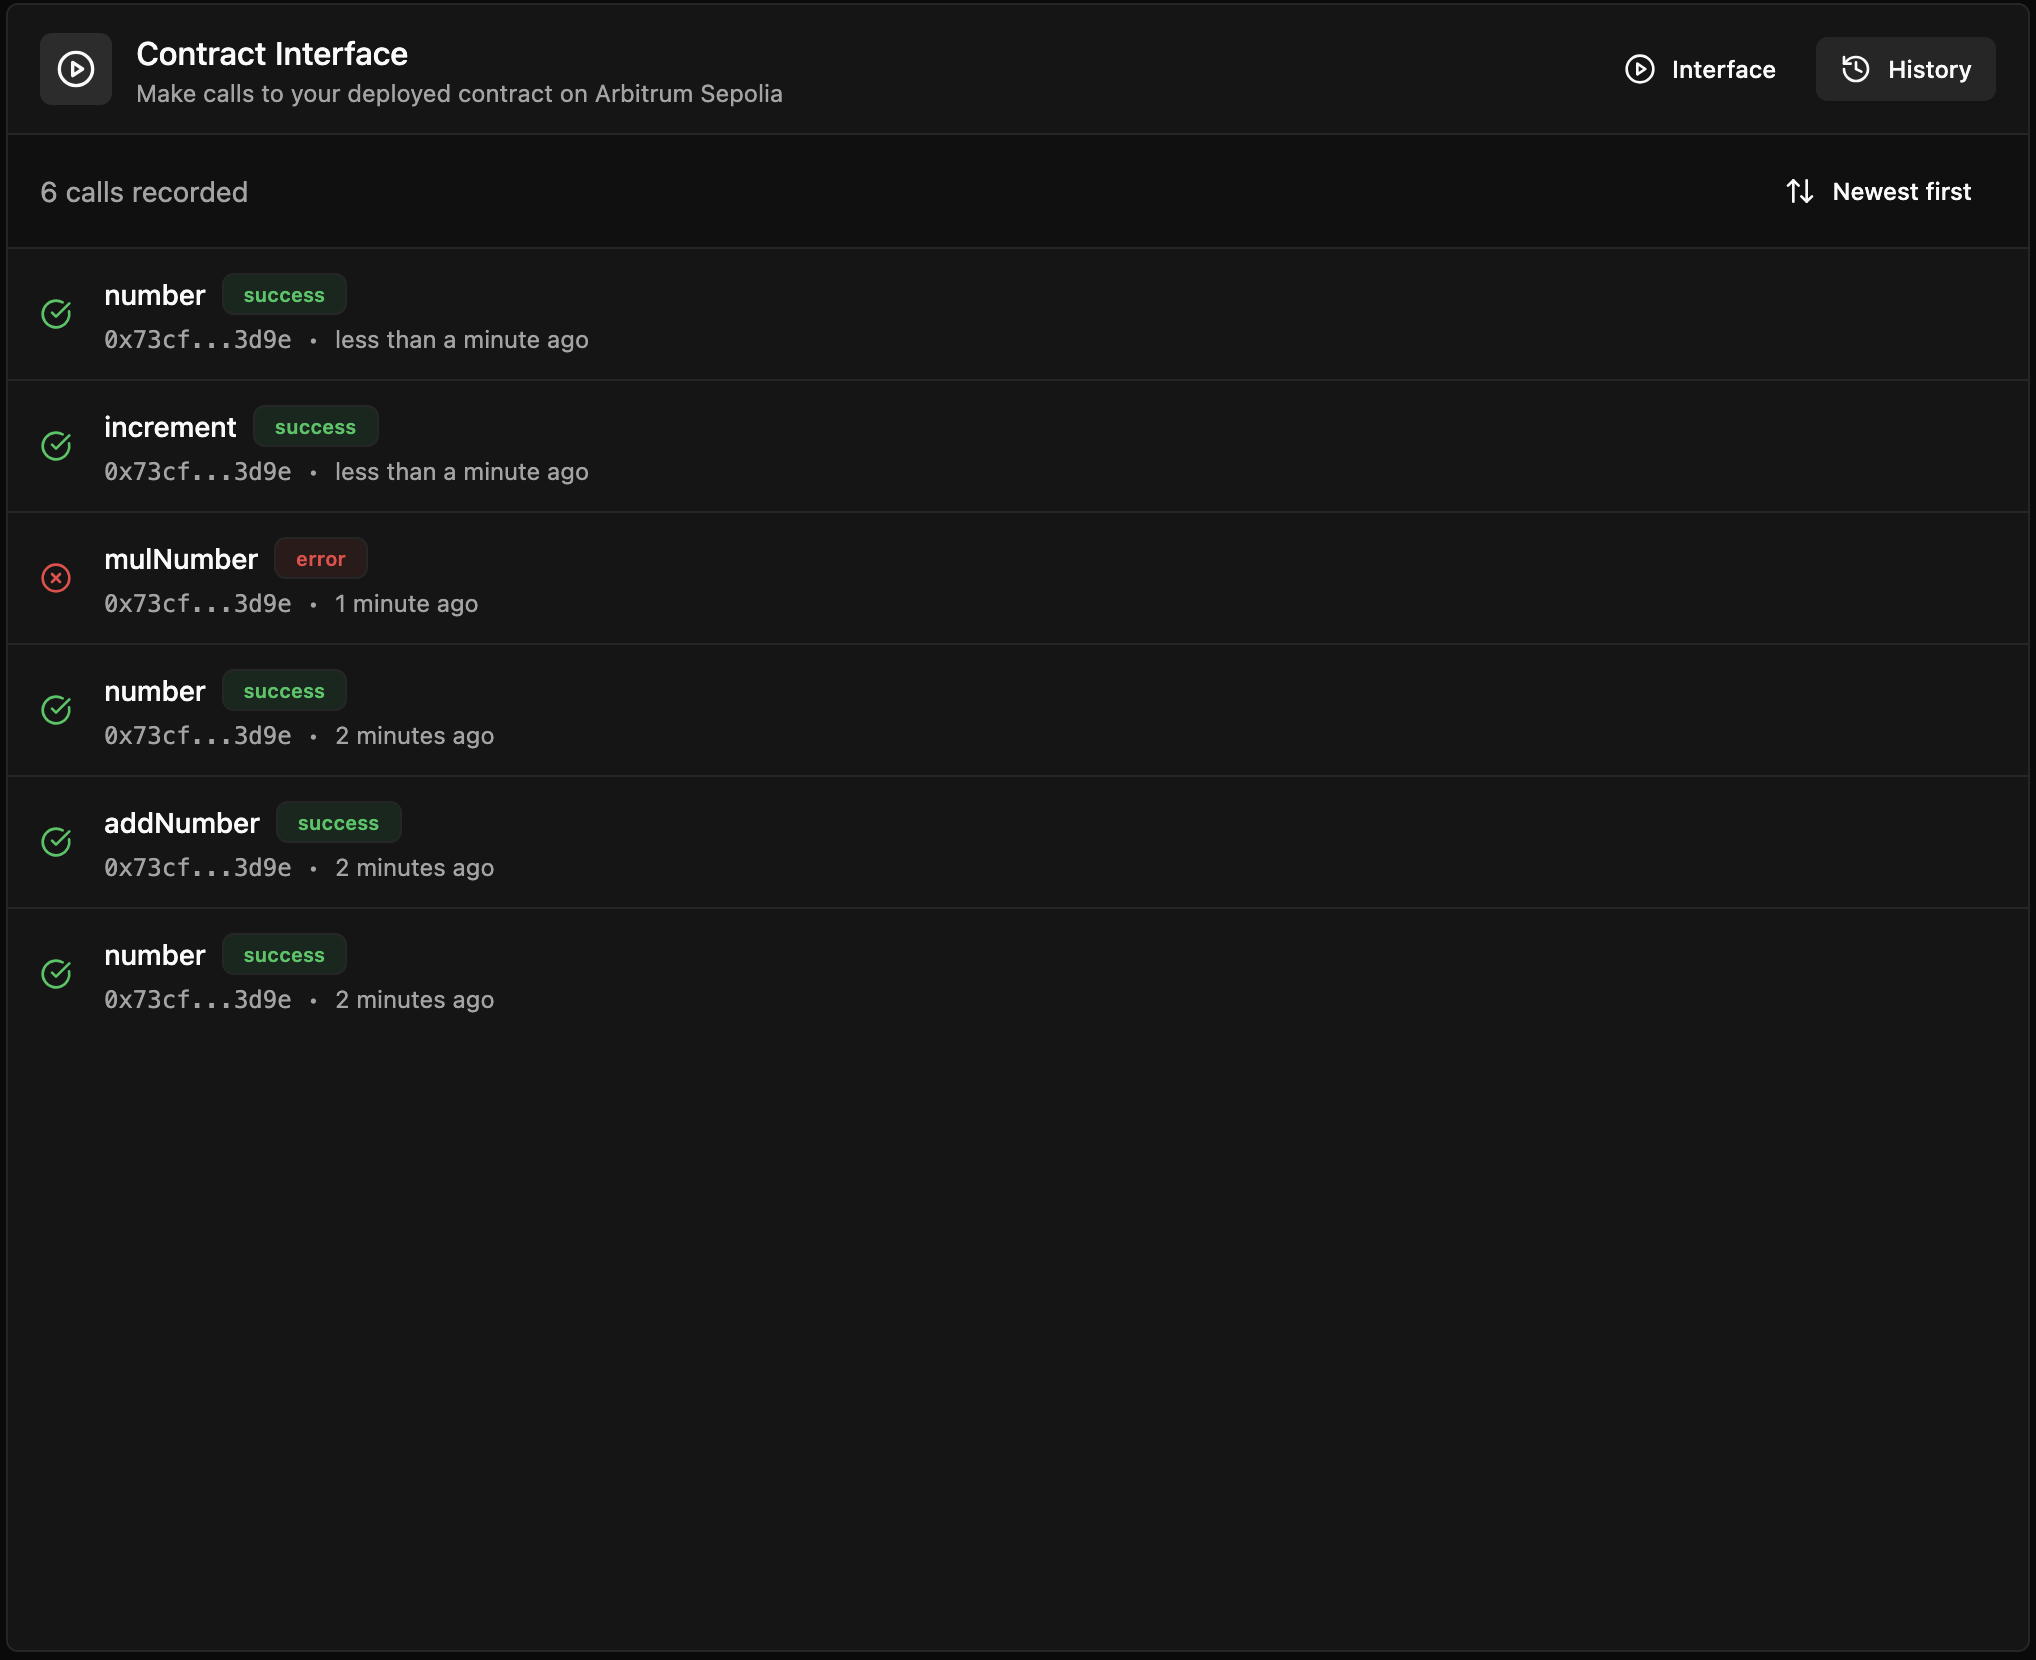 Contract Interface
Make calls to your deployed contract on Arbitrum Sepolia
Interface
History
6 calls recorded
Newest first
number success
0x73cf...3d9e • less than a minute ago
increment success
0x73cf...3d9e • less than a minute ago
mulNumber error
0x73cf...3d9e • 1 minute ago
number success
0x73cf...3d9e • 2 minutes ago
addNumber success
0x73cf...3d9e • 2 minutes ago
number success
0x73cf...3d9e • 2 minutes ago